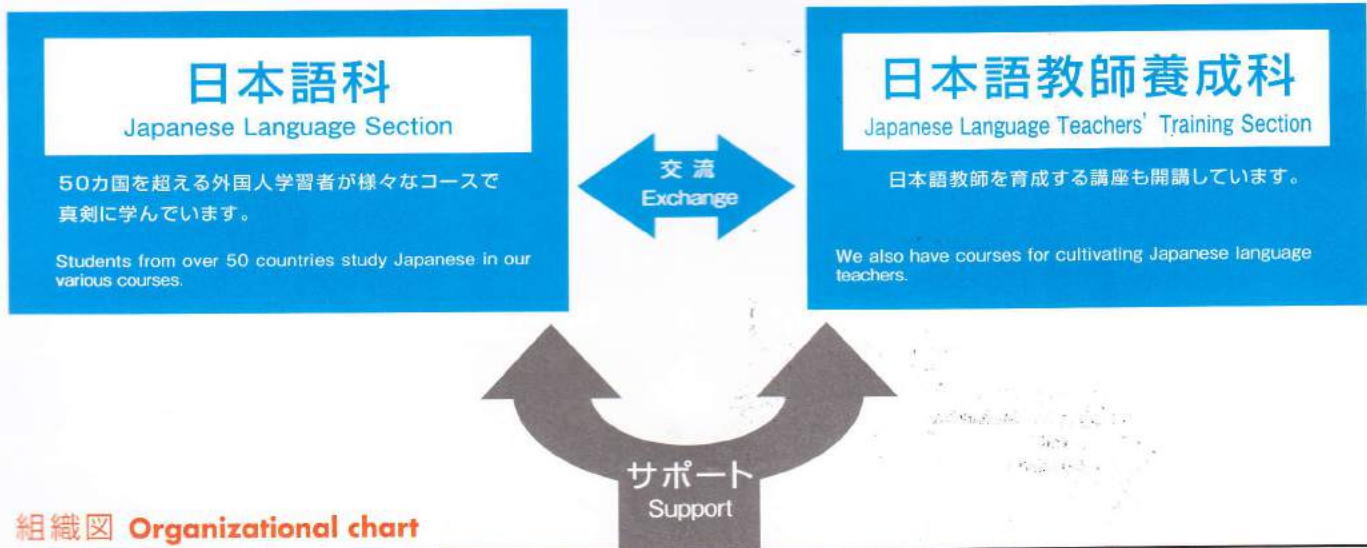 日本語科
Japanese Language Section
50カ国を超える外国人学習者が様々なコースで
真剣に学んでいます。
Students from over 50 countries study Japanese in our
various courses.
交流
Exchange
日本語教師養成科
Japanese Language Teachers' Training Section
日本語教師を育成する講座も開講しています。
We also have courses for cultivating Japanese language
teachers.
サポート
Support
組織図 Organizational chart